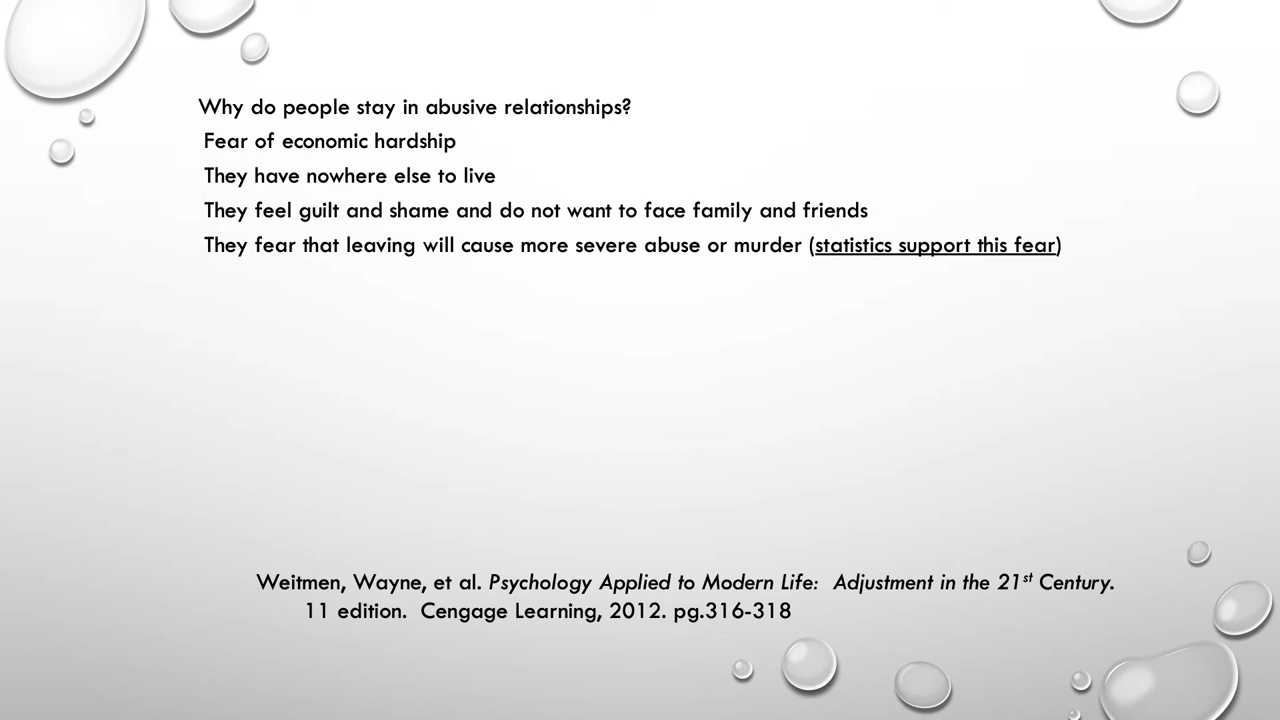 Why do people stay in abusive relationships?
Fear of economic hardship
They have nowhere else to live
They feel guilt and shame and do not want to face family and friends
They fear that leaving will cause more severe abuse or murder (statistics support this fear)
Weitmen, Wayne, et al. Psychology Applied to Modern Life: Adjustment in the 21st Century.
11 edition. Cengage Learning, 2012. pg.316-318